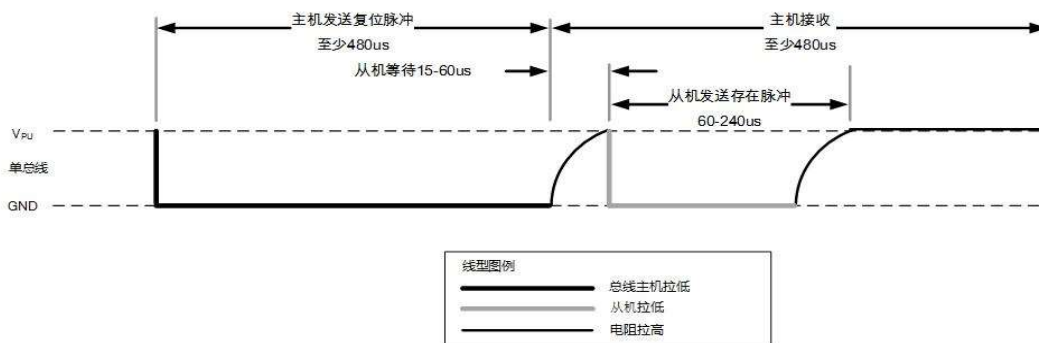 主机发送复位脉冲
至少480us
主机接收
至少480us
从机等待15-60us
从机发送存在脉冲
60-240us
VPU
单总线
GND
线型图例
总线主机拉低
从机拉低
电阻拉高